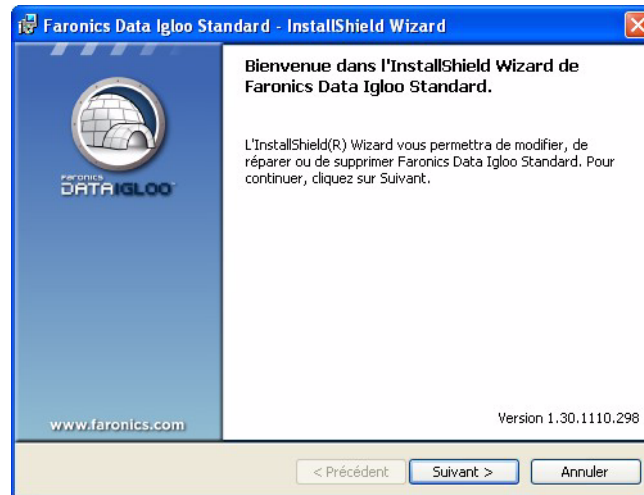 Faronics Data Igloo Standard - InstallShield Wizard
Bienvenue dans l'InstallShield Wizard de
Faronics Data Igloo Standard.
L'InstallShield(R) Wizard vous permettra de modifier, de
réparer ou de supprimer Faronics Data Igloo Standard. Pour
continuer, cliquez sur Suivant.
FARONICS
DATA IGLOO
www.faronics.com
Version 1.30.1110.298
< Précédent
Suivant >
Annuler